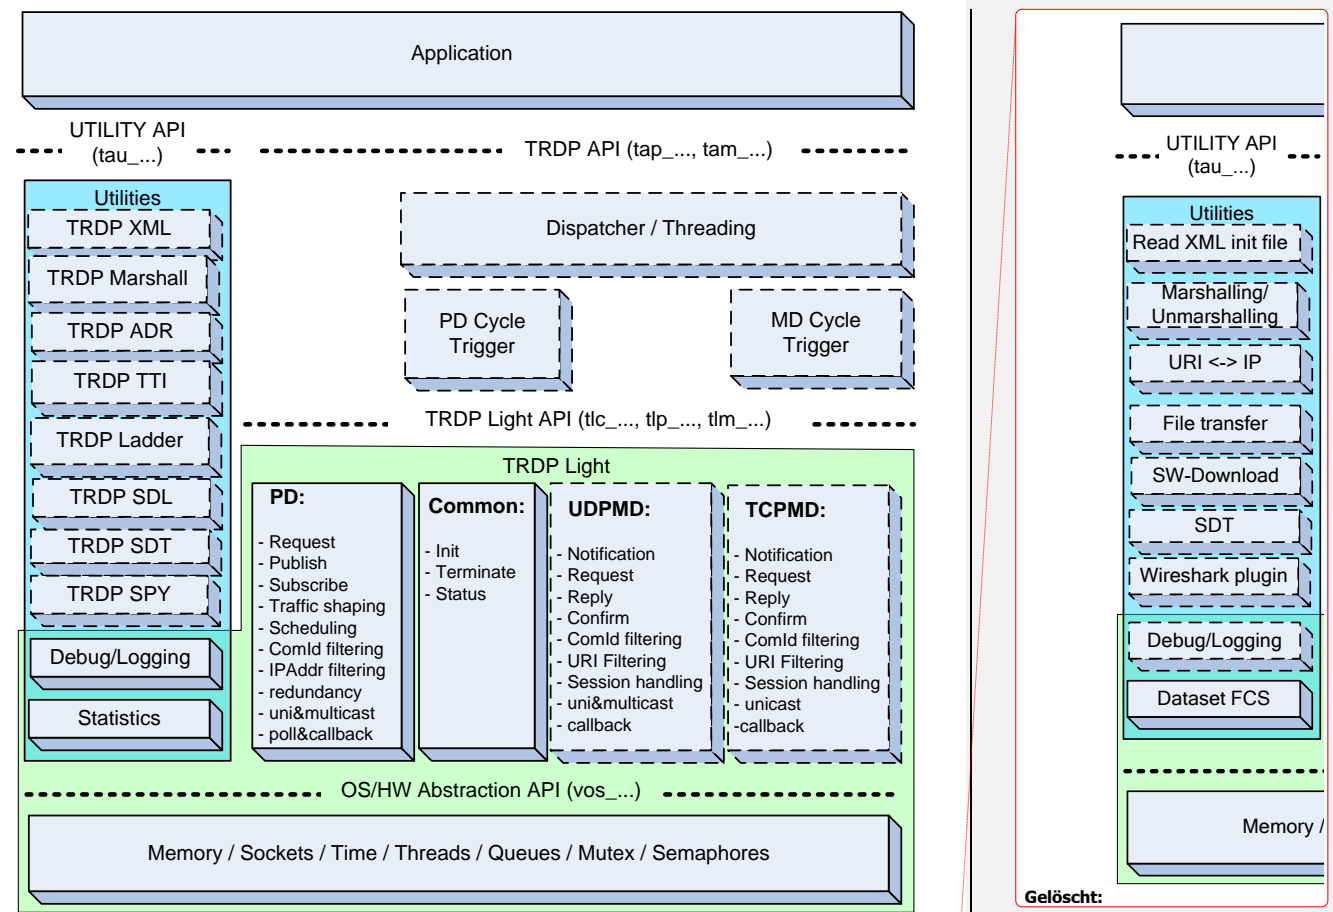 Application
UTILITY API
(tau_...)
TRDP API (tap_..., tam_...)
Utilities
TRDP XML
TRDP Marshall
TRDP ADR
TRDP TTI
TRDP Ladder
TRDP SDL
TRDP SDT
TRDP SPY
Debug/Logging
Statistics
Dispatcher / Threading
PD Cycle
Trigger
MD Cycle
Trigger
TRDP Light API (tlc_..., tlp_..., tlm_...)
TRDP Light
PD:
- Request
- Publish
- Subscribe
- Traffic shaping
- Scheduling
- ComId filtering
- IPAddr filtering
- redundancy
- uni&multicast
- poll&callback
Common:
- Init
- Terminate
- Status
UDPMD:
- Notification
- Request
- Reply
- Confirm
- ComId filtering
- URI Filtering
- Session handling
- uni&multicast
- callback
TCPMD:
- Notification
- Request
- Reply
- Confirm
- ComId filtering
- URI Filtering
- Session handling
- unicast
-callback
OS/HW Abstraction API (vos_...)
Memory / Sockets / Time / Threads / Queues / Mutex / Semaphores
UTILITY API
(tau_...)
Utilities
Read XML init file
Marshalling/
Unmarshalling
URI <-> IP
File transfer
SW-Download
SDT
Wireshark plugin
Debug/Logging
Dataset FCS
Memory /
Gelöscht: